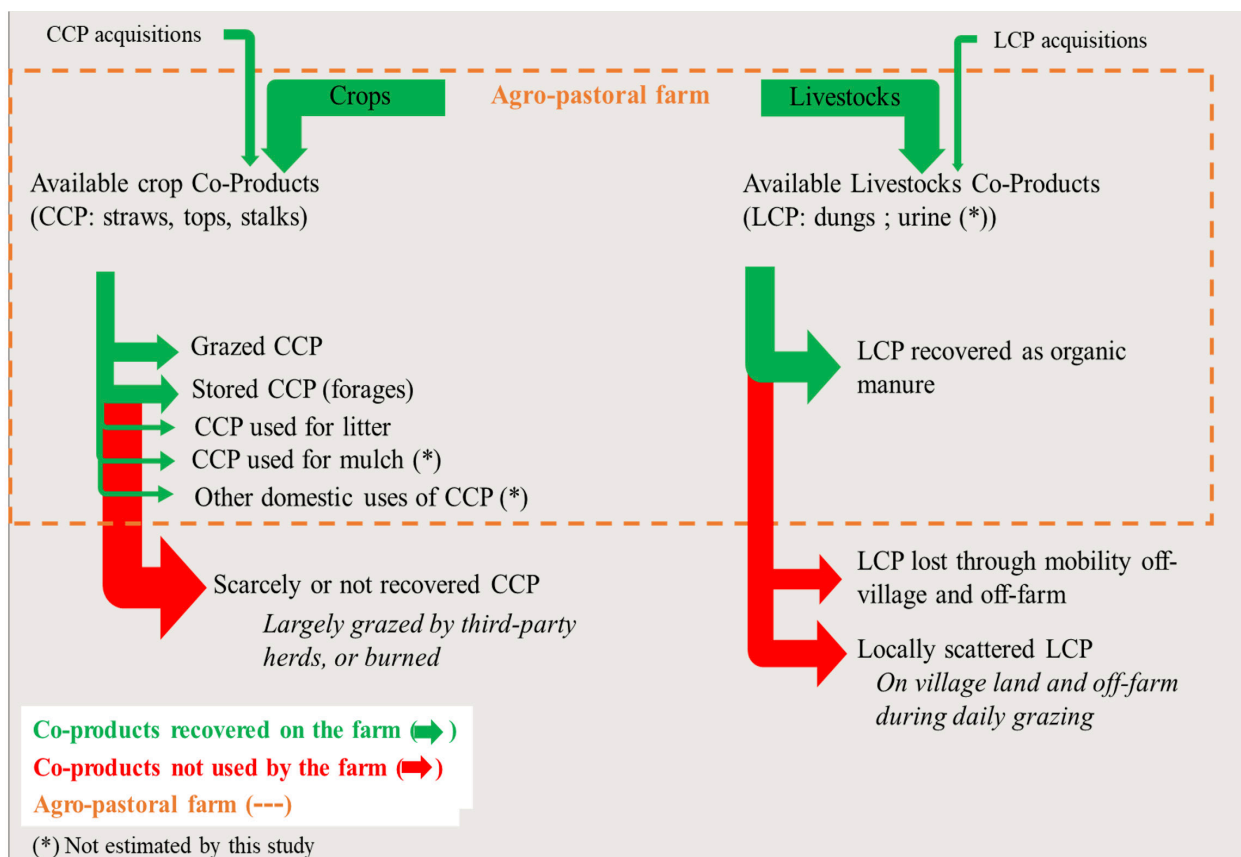 CCP acquisitions
LCP acquisitions
Crops
Agro-pastoral farm
Livestocks
Available crop Co-Products
(CCP: straws, tops, stalks)
Available Livestocks Co-Products
(LCP: dungs ; urine (*))
Grazed CCP
Stored CCP (forages)
CCP used for litter
CCP used for mulch (*)
Other domestic uses of CCP (*)
LCP recovered as organic
manure
Scarcely or not recovered CCP
Largely grazed by third-party
herds, or burned
LCP lost through mobility off-
village and off-farm
Locally scattered LCP
On village land and off-farm
during daily grazing
Co-products recovered on the farm ( )
Co-products not used by the farm ( )
Agro-pastoral farm (---)
(*) Not estimated by this study